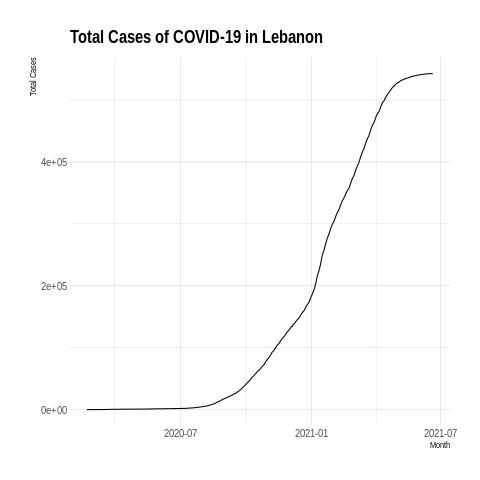 Total Cases of COVID-19 in Lebanon
Total Cases
4e+05
2e+05
0e+00
2020-07
2021-01
2021-07
Month